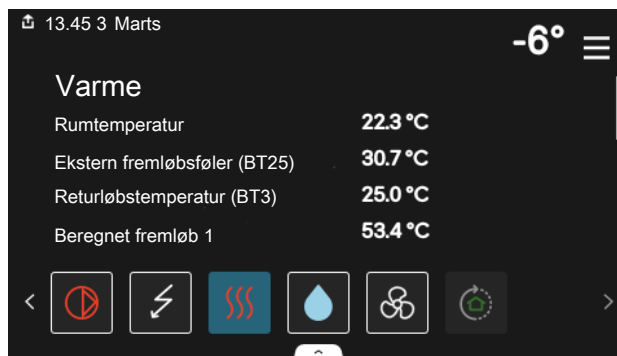 13.45 3 Marts
-6°
Varme
Rumtemperatur 22.3 °C
Ekstern fremløbsføler (BT25) 30.7 °C
Returløbstemperatur (BT3) 25.0 °C
Beregnet fremløb 1 53.4 °C